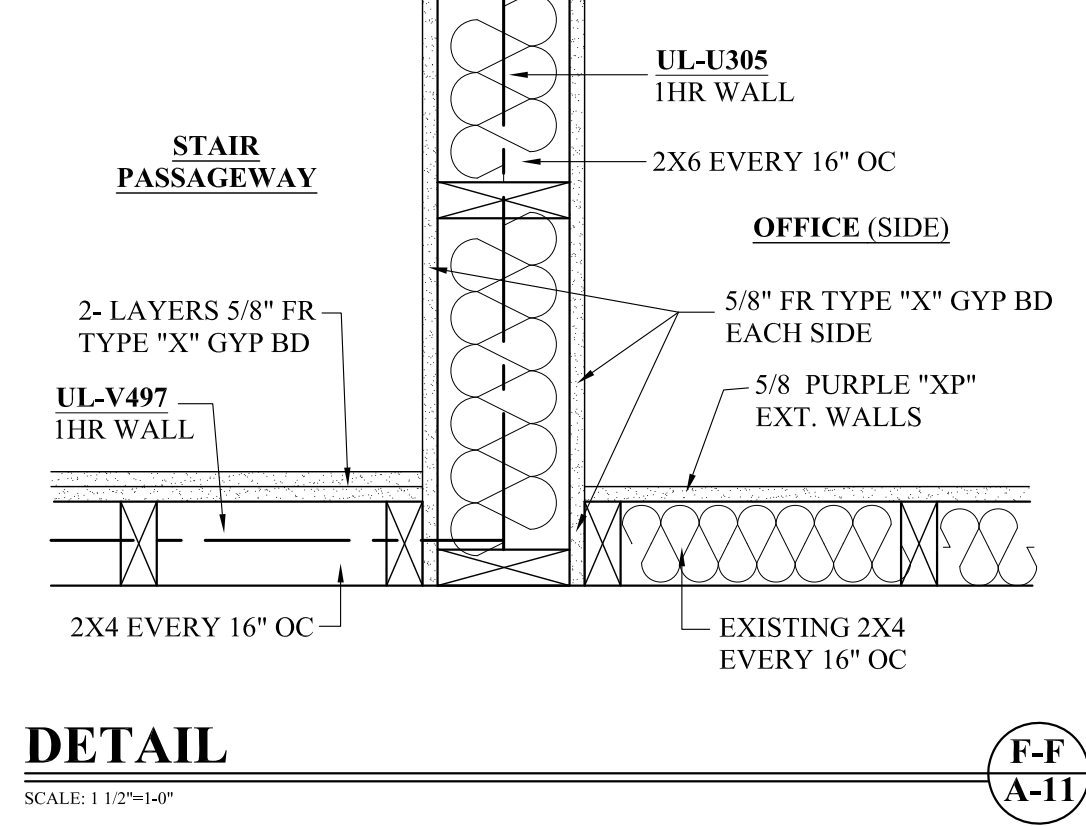 UL-U305
1HR WALL
STAIR
PASSAGEWAY
2X6 EVERY 16" OC
OFFICE (SIDE)
2- LAYERS 5/8" FR
TYPE "X" GYP BD
5/8" FR TYPE "X" GYP BD
EACH SIDE
UL-V497
1HR WALL
5/8 PURPLE "XP"
EXT. WALLS
2X4 EVERY 16" OC
EXISTING 2X4
EVERY 16" OC
DETAIL
SCALE: 1 1/2"=1-0"
F-F
A-11